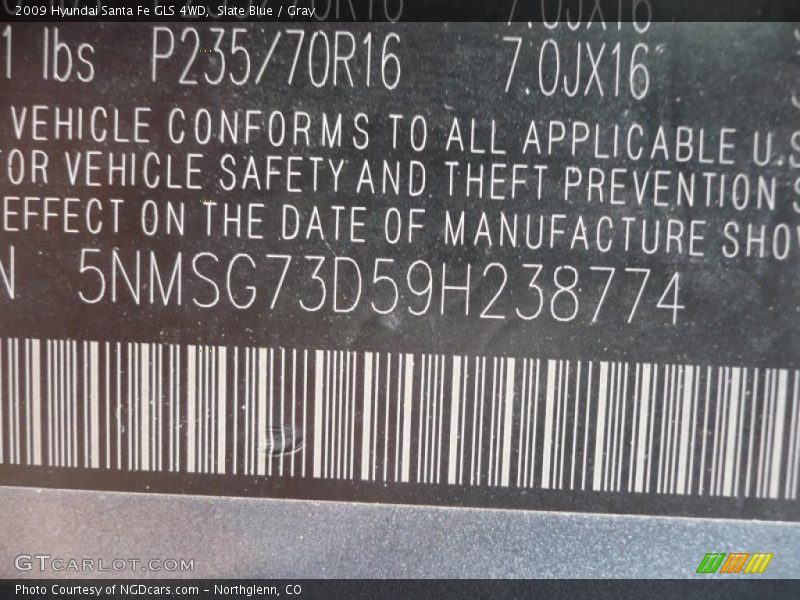 2009 Hyundai Santa Fe GLS 4WD, Slate Blue / Gray
7.0JX16
1 lbs P235/70R16 7.0JX16
VEHICLE CONFORMS TO ALL APPLICABLE U.S
OR VEHICLE SAFETY AND THEFT PREVENTION S
EFFECT ON THE DATE OF MANUFACTURE SHO
N 5NMSG73D59H238774
GTCARLOT.COM
Photo Courtesy of NGDcars.com - Northglenn, CO